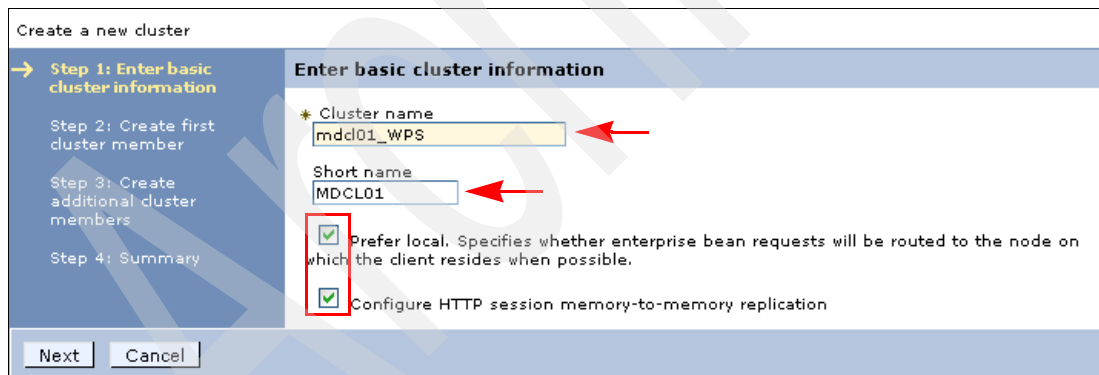 Create a new cluster
Step 1: Enter basic
cluster information
Step 2: Create first
cluster member
Step 3: Create
additional cluster
members
Step 4: Summary
Enter basic cluster information
* Cluster name
mdcl01_WPS
Short name
MDCL01
Prefer local. Specifies whether enterprise bean requests will be routed to the node on
which the client resides when possible.
Configure HTTP session memory-to-memory replication
Next Cancel